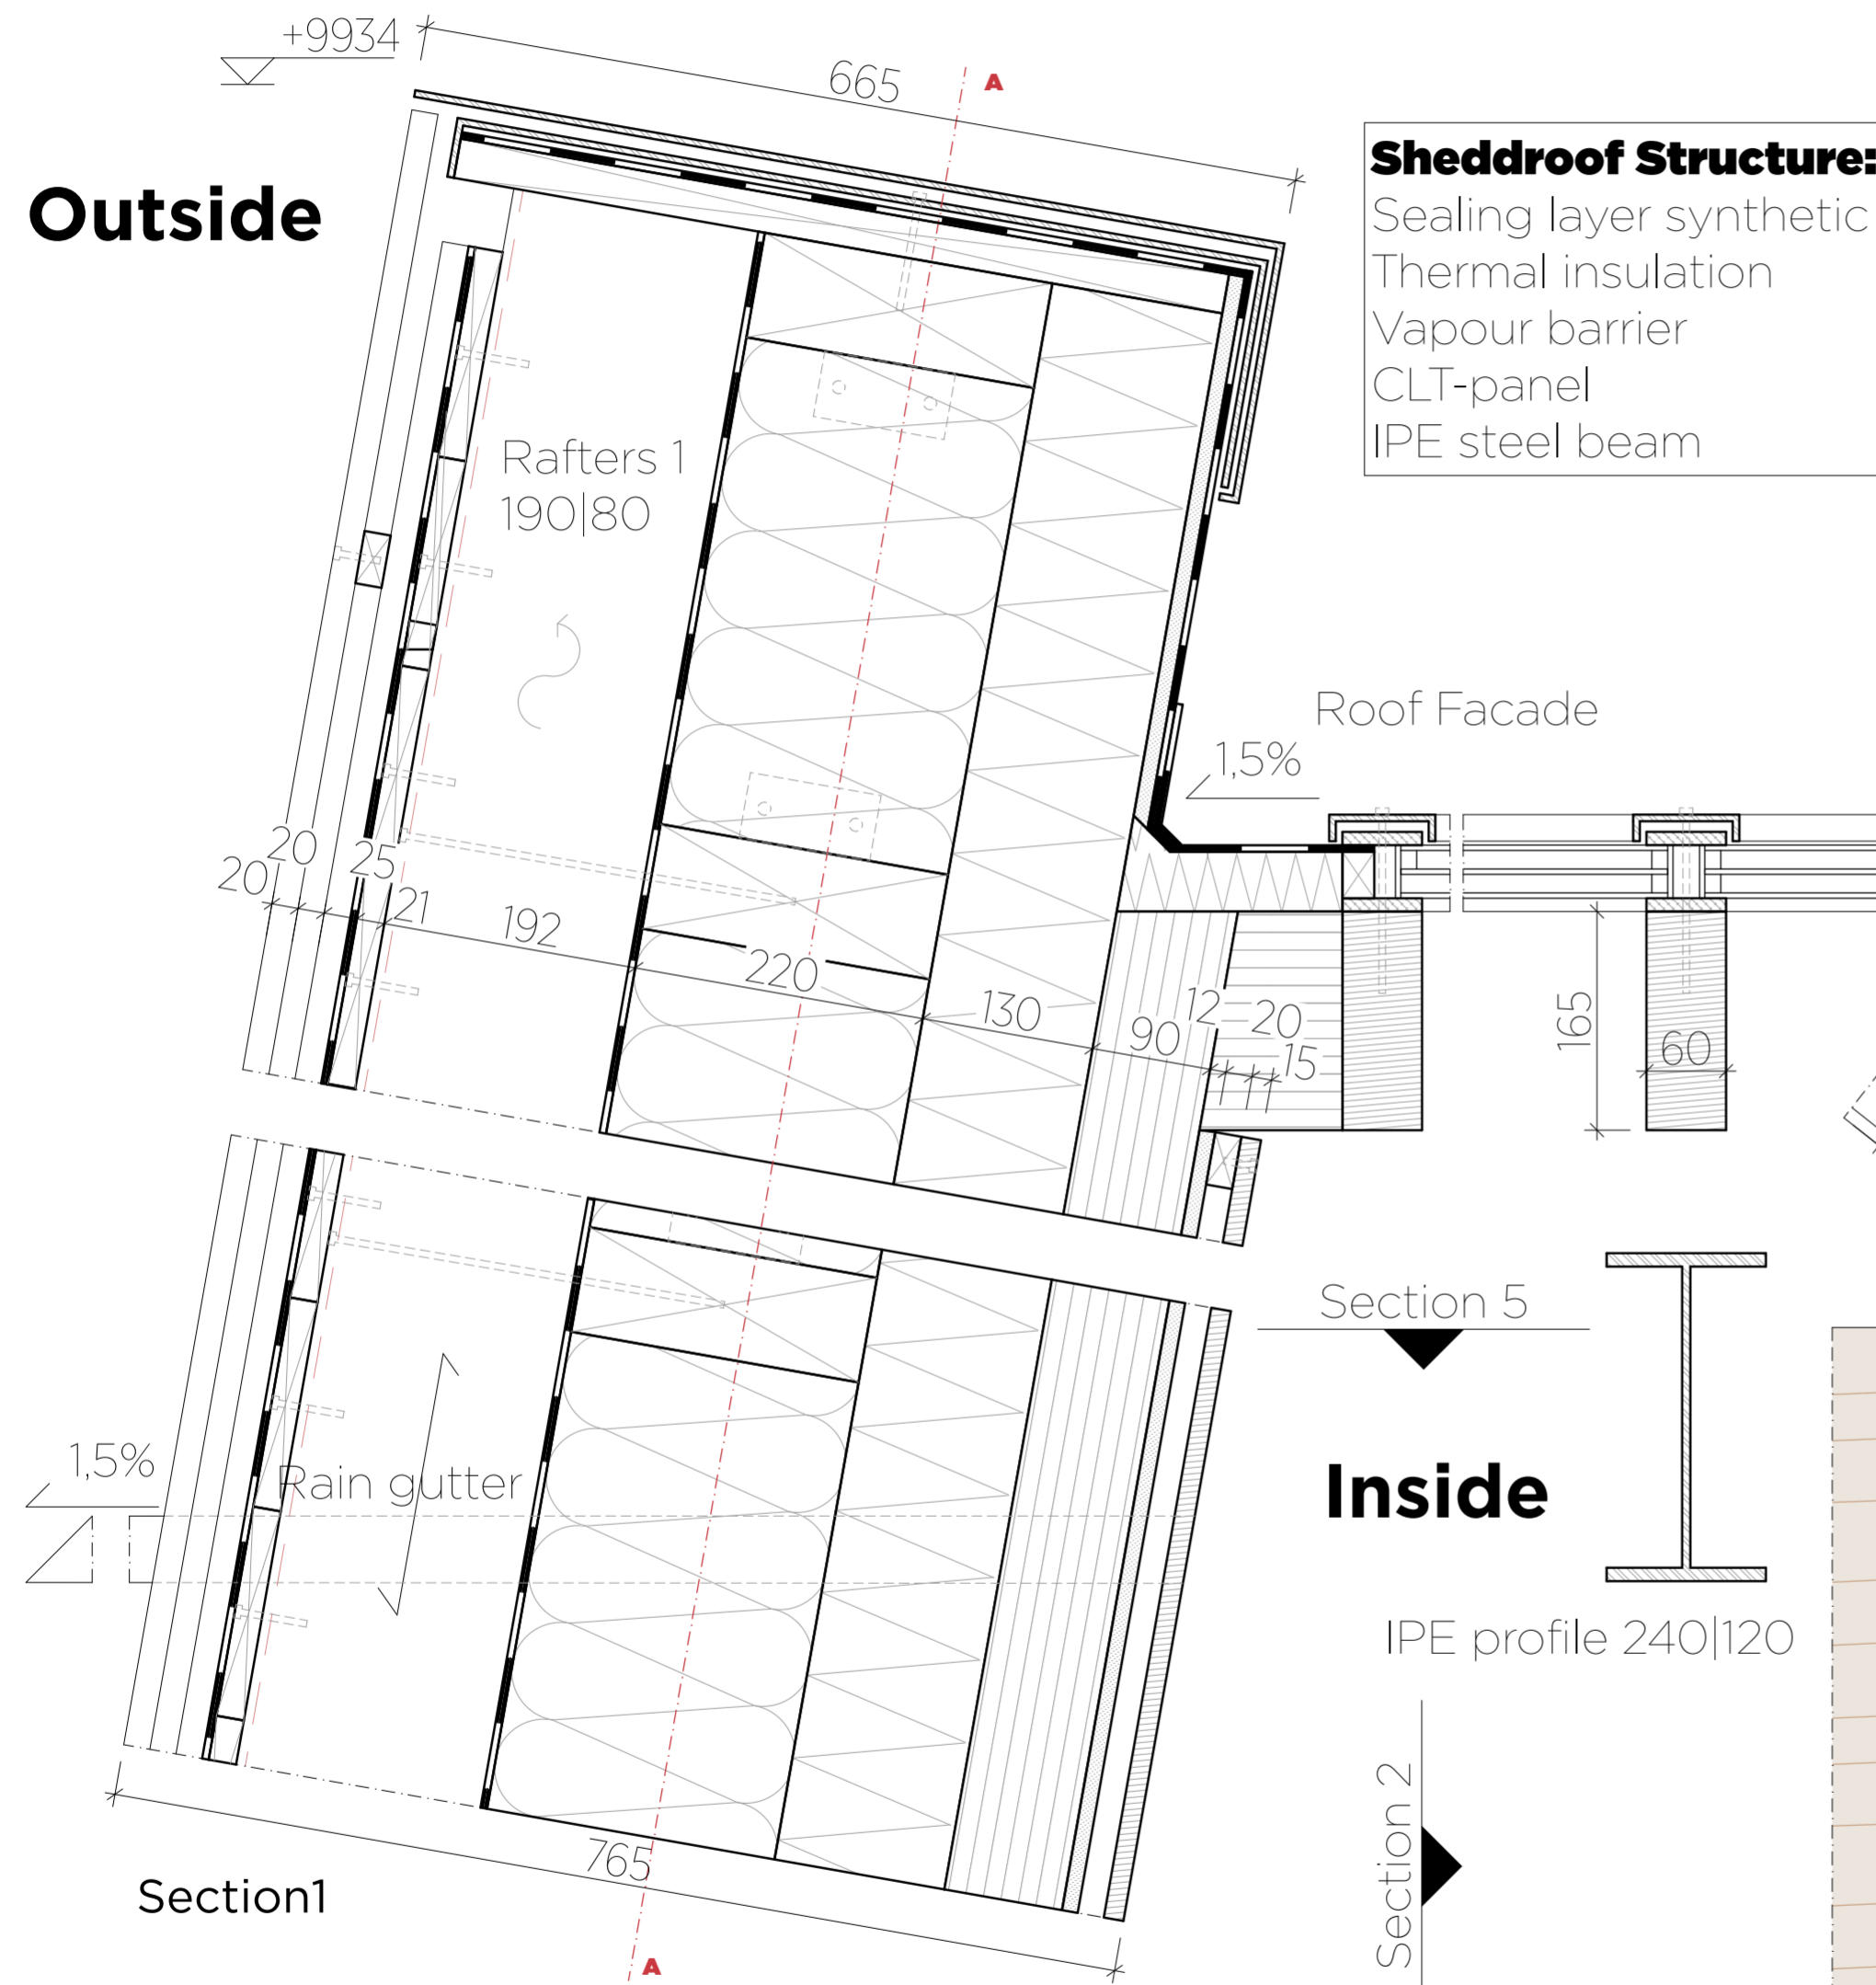 +9934
665
A
Outside
Sheddroof Structure:
Sealing layer synthetic
Thermal insulation
Vapour barrier
CLT-panel
IPE steel beam
Rafters 1
190|80
Roof Facade
1,5%
20
20
25
21
192
220
130
90
12
20
15
165
60
Section 5
1,5%
Rain gutter
Inside
IPE profile 240|120
765
Section1
Section 2
A